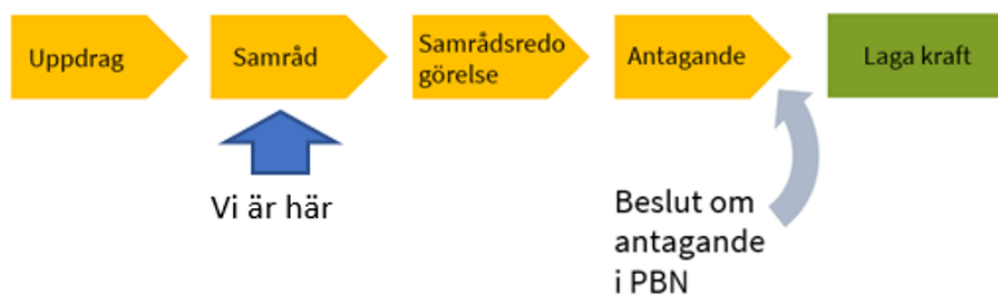 Uppdrag
Samråd
Samrådsredo
görelse
Antagande
Laga kraft
Vi är här
Beslut om
antagande
i PBN